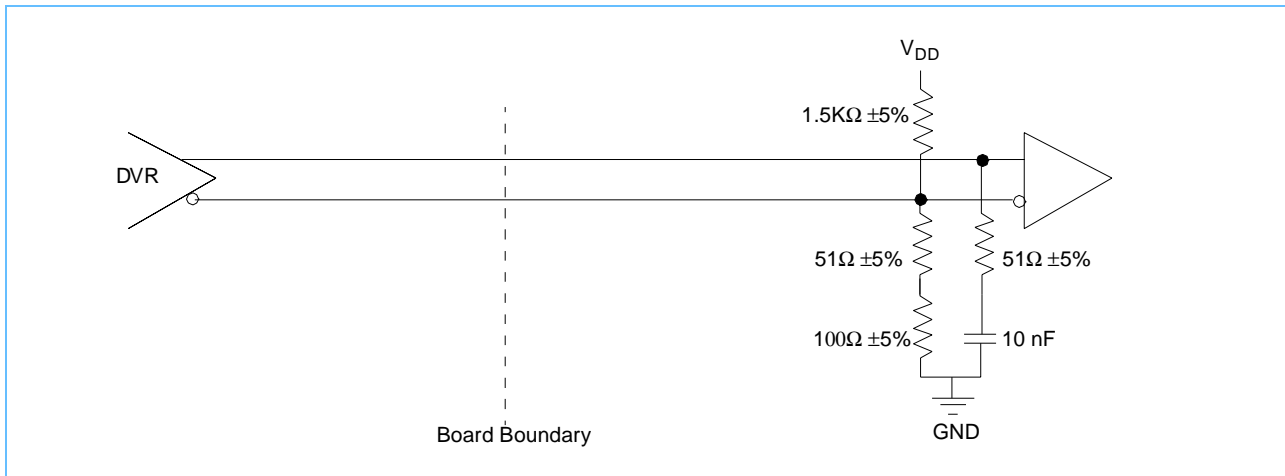 V_DD
1.5KΩ ±5%
DVR
51Ω ±5%
51Ω ±5%
100Ω ±5%
10 nF
GND
Board Boundary